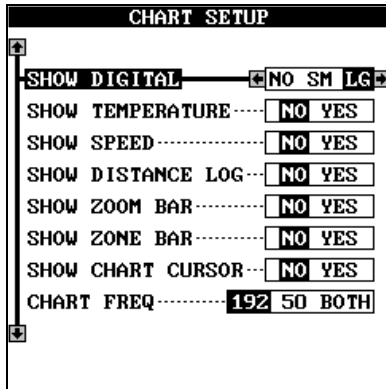 CHART SETUP
SHOW DIGITAL NO SM LG
SHOW TEMPERATURE NO YES
SHOW SPEED NO YES
SHOW DISTANCE LOG NO YES
SHOW ZOOM BAR NO YES
SHOW ZONE BAR NO YES
SHOW CHART CURSOR NO YES
CHART FREQ 192 50 BOTH